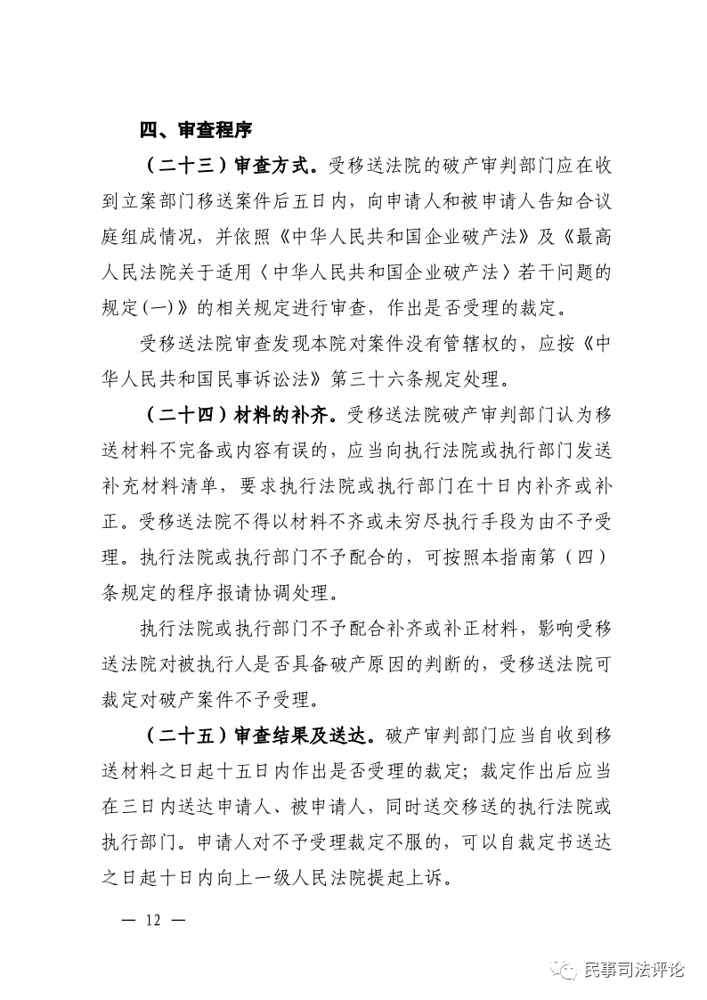 四、审查程序
（二十三）审查方式。受移送法院的破产审判部门应在收
到立案部门移送案件后五日内，向申请人和被申请人告知合议
庭组成情况，并依照《中华人民共和国企业破产法》及《最高
人民法院关于适用〈中华人民共和国企业破产法〉若干问题的
规定(一)》的相关规定进行审查，作出是否受理的裁定。
受移送法院审查发现本院对案件没有管辖权的，应按《中
华人民共和国民事诉讼法》第三十六条规定处理。
（二十四）材料的补齐。受移送法院破产审判部门认为移
送材料不完备或内容有误的，应当向执行法院或执行部门发送
补充材料清单，要求执行法院或执行部门在十日内补齐或补
正。受移送法院不得以材料不齐或未穷尽执行手段为由不予受
理。执行法院或执行部门不予配合的，可按照本指南第（四）
条规定的程序报请协调处理。
执行法院或执行部门不予配合补齐或补正材料，影响受移
送法院对被执行人是否具备破产原因的判断的，受移送法院可
裁定对破产案件不予受理。
（二十五）审查结果及送达。破产审判部门应当自收到移
送材料之日起十五日内作出是否受理的裁定；裁定作出后应当
在三日内送达申请人、被申请人，同时送交移送的执行法院或
执行部门。申请人对不予受理裁定不服的，可以自裁定书送达
之日起十日内向上一级人民法院提起上诉。
— 12 —
民事司法评论